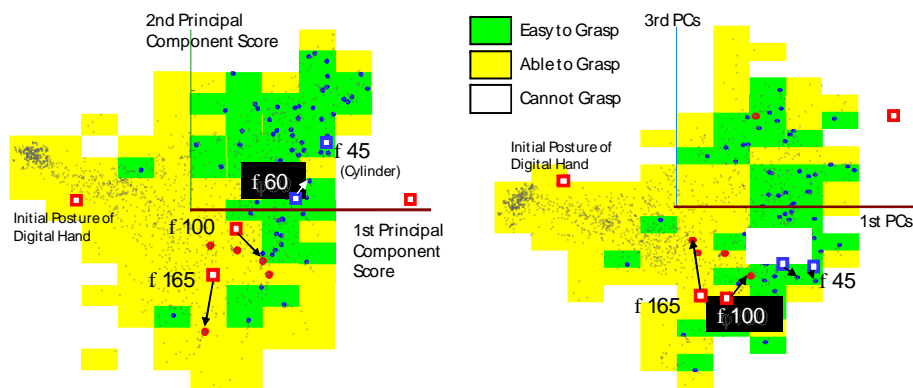 2nd Principal
Component Score
f 45
(Cylinder)
f 60
f 100
Initial Posture of
Digital Hand
1st Principal
Component
Score
f 165
Easy to Grasp
Able to Grasp
Cannot Grasp
3rd PCs
Initial Posture of
Digital Hand
1st PCs
f 45
f 165
f 100